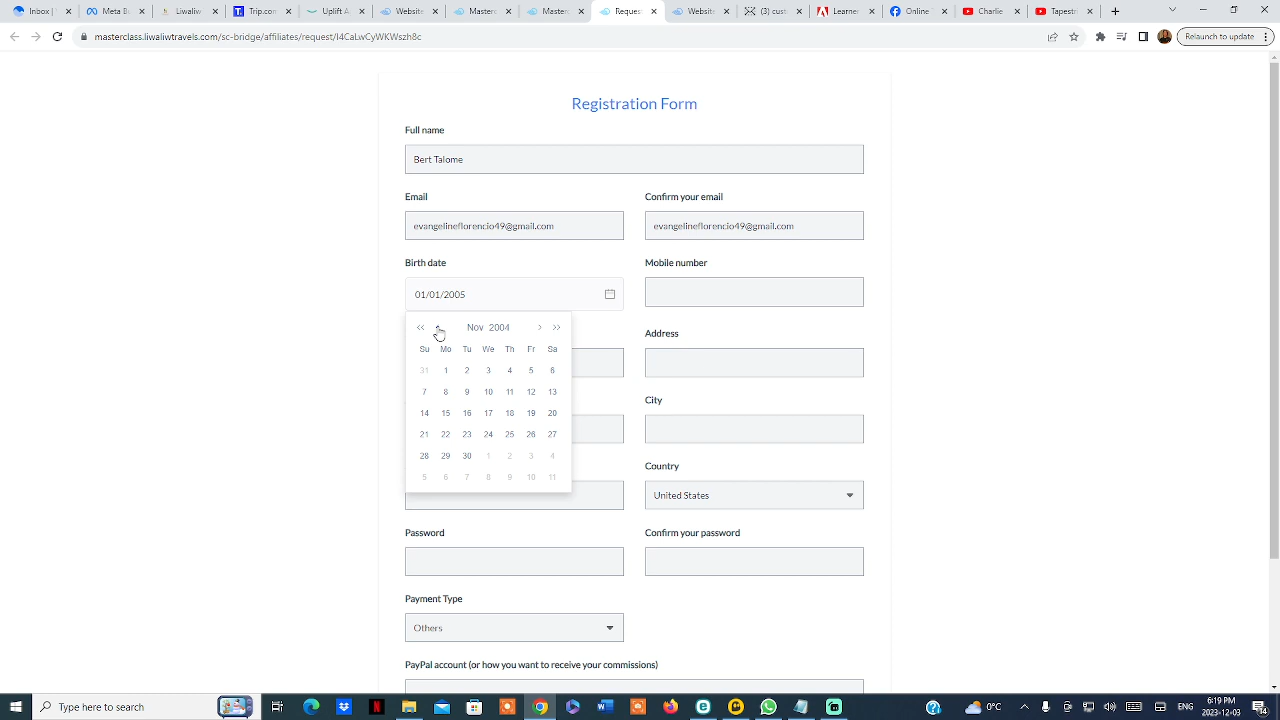 Inbox |
Meta B
Liwaliw
Trip.com
Uplift A
Website
Master
Master
Reques
Website
(3) cust
Learner
Online
Charlie
Tapses
masterclass.liwaliwtravels.com/sc-bridge/affiliates/request/I4CaLwCyWKWszh8c
Relaunch to update
Registration Form
Full name
Bert Talome
Email
Confirm your email
evangelineflorencio49@gmail.com
evangelineflorencio49@gmail.com
Birth date
Mobile number
01/01/2005
« Nov 2004 › »
Su Mo Tu We Th Fr Sa
31 1 2 3 4 5 6
7 8 9 10 11 12 13
14 15 16 17 18 19 20
21 22 23 24 25 26 27
28 29 30 1 2 3 4
5 6 7 8 9 10 11
Address
City
Country
United States
Password
Confirm your password
Payment Type
Others
PayPal account (or how you want to receive your commissions)
Type here to search
ENG
6:19 PM
2023-12-03